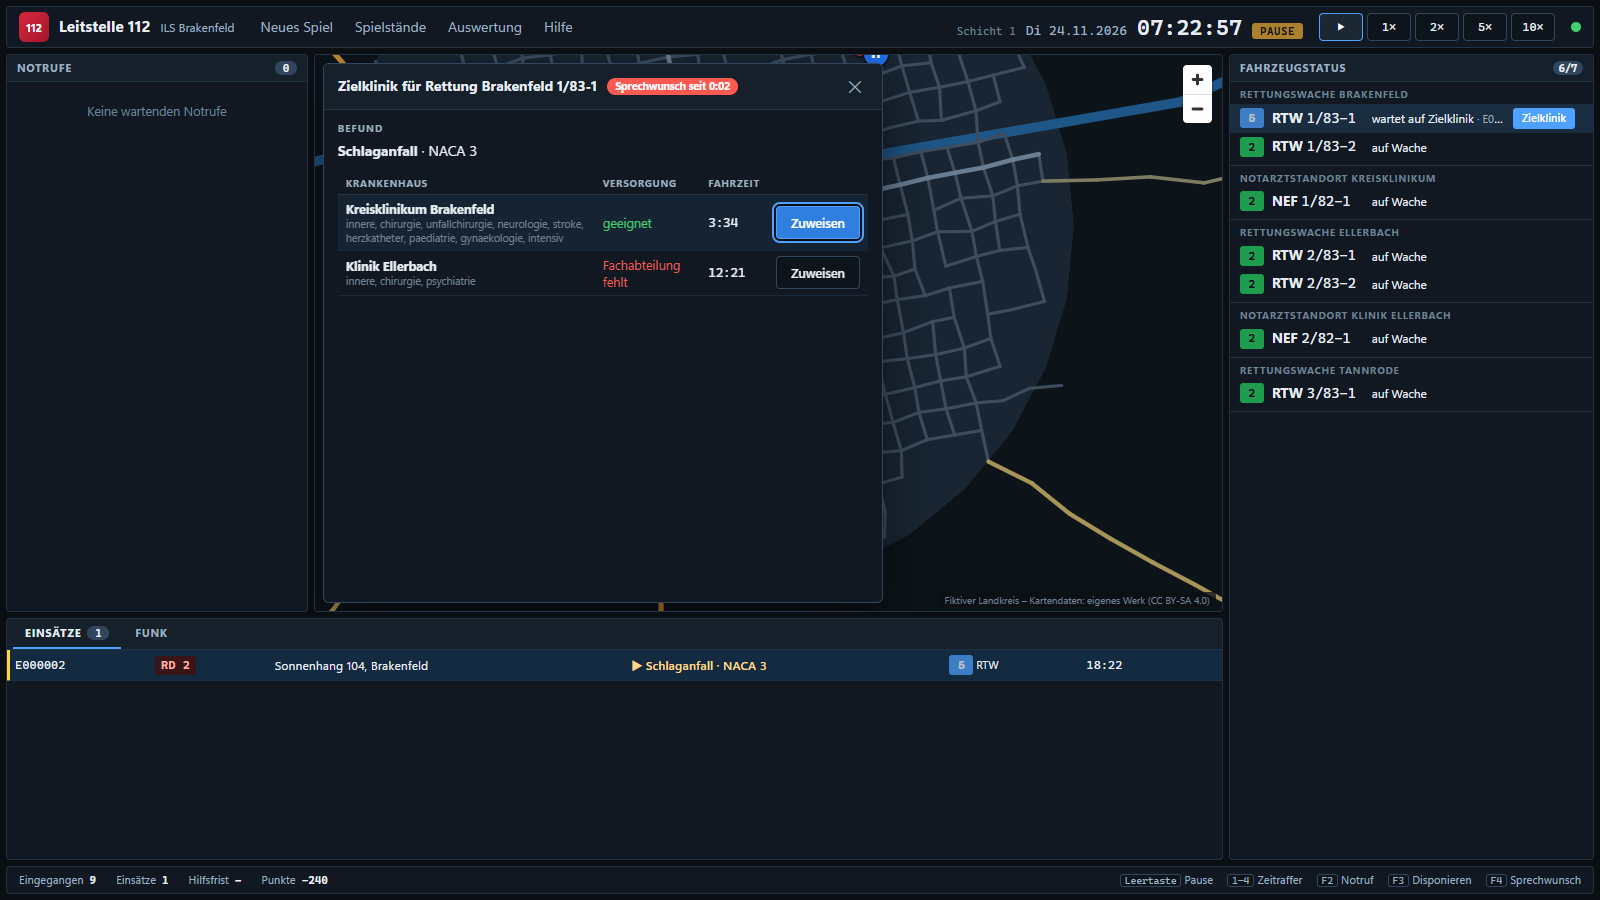 112 Leitstelle 112 ILS Brakenfeld Neues Spiel Spielstände Auswertung Hilfe Schicht 1 Di 24.11.2026 07:22:57 PAUSE 1× 2× 5× 10×
NOTRUFE 0
Keine wartenden Notrufe
Zielklinik für Rettung Brakenfeld 1/83-1 Sprechwunsch seit 0:02
BEFUND
Schlaganfall · NACA 3
KRANKENHAUS VERSORGUNG FAHRZEIT
Kreisklinikum Brakenfeld
innere, chirurgie, unfallchirurgie, neurologie, stroke,
herzkatheter, paediatrie, gynaekologie, intensiv
geeignet 3:34 Zuweisen
Klinik Ellerbach
innere, chirurgie, psychiatrie
Fachabteilung
fehlt
12:21 Zuweisen
+
−
Fiktiver Landkreis – Kartendaten: eigenes Werk (CC BY-SA 4.0)
FAHRZEUGSTATUS 6/7
RETTUNGSWACHE BRAKENFELD
5 RTW 1/83-1 wartet auf Zielklinik · E0... Zielklinik
2 RTW 1/83-2 auf Wache
NOTARZTSTANDORT KREISKLINIKUM
2 NEF 1/82-1 auf Wache
RETTUNGSWACHE ELLERBACH
2 RTW 2/83-1 auf Wache
2 RTW 2/83-2 auf Wache
NOTARZTSTANDORT KLINIK ELLERBACH
2 NEF 2/82-1 auf Wache
RETTUNGSWACHE TANNRODE
2 RTW 3/83-1 auf Wache
EINSÄTZE 1 FUNK
E000002 RD 2 Sonnenhang 104, Brakenfeld ▶ Schlaganfall · NACA 3 5 RTW 18:22
Eingegangen 9 Einsätze 1 Hilfsfrist – Punkte −240 Leertaste Pause 1–4 Zeitraffer F2 Notruf F3 Disponieren F4 Sprechwunsch